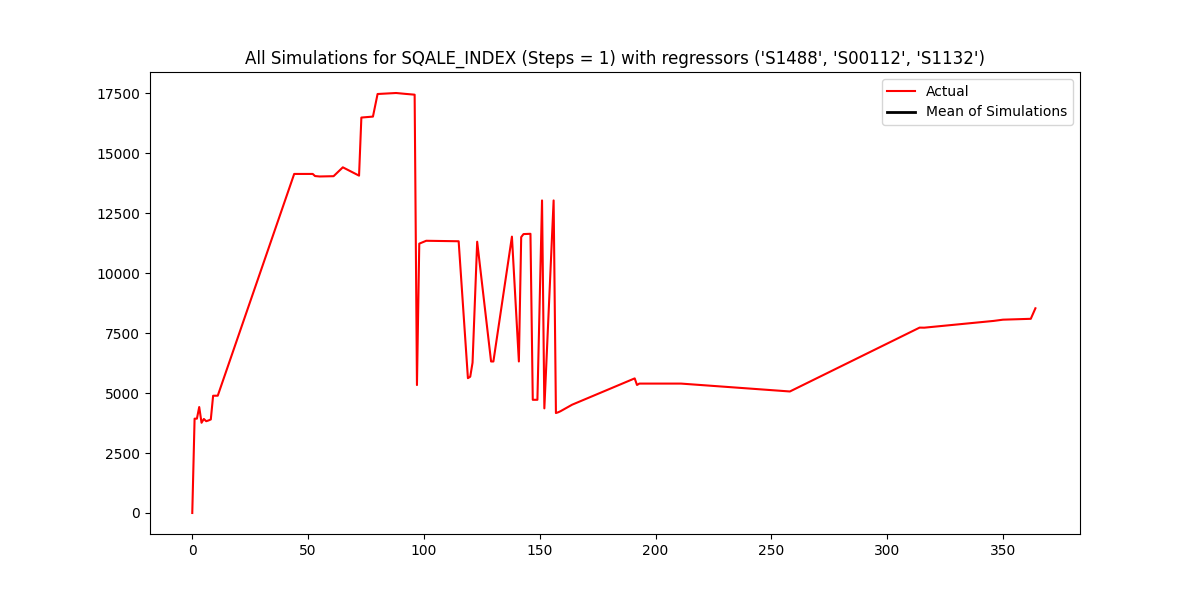 All Simulations for SQALE_INDEX (Steps = 1) with regressors ('S1488', 'S00112', 'S1132')
Actual
Mean of Simulations
17500
15000
12500
10000
7500
5000
2500
0
0 50 100 150 200 250 300 350